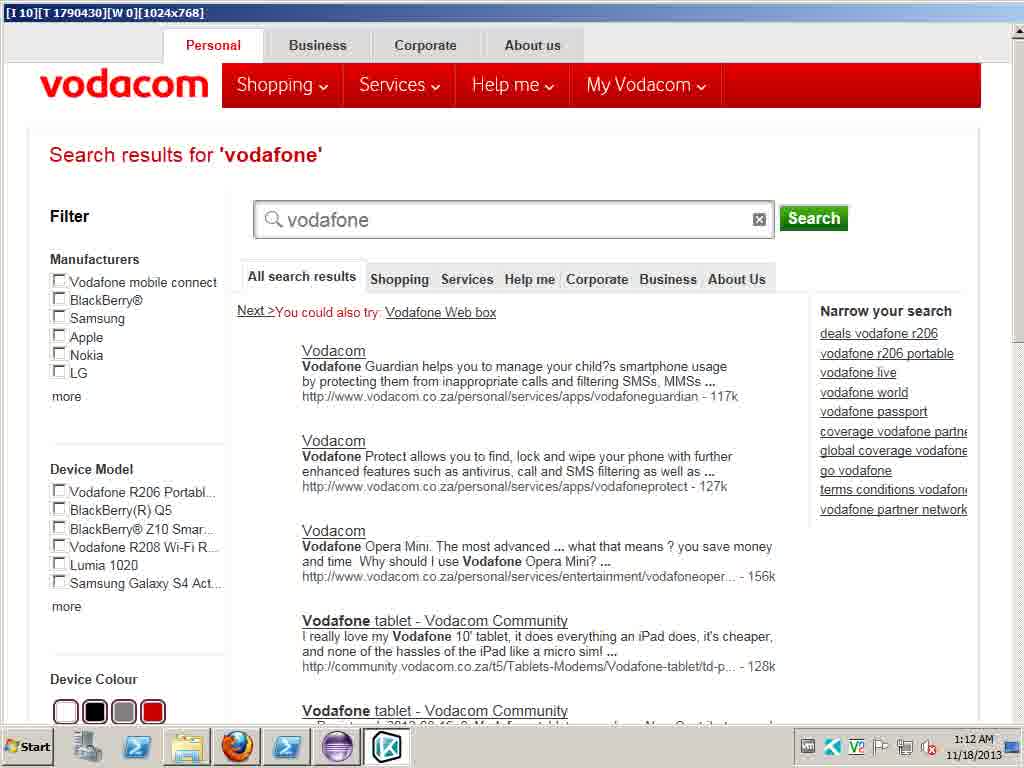 [I 10][T 1790430][W 0][1024x768]
Personal Business Corporate About us
vodacom
Shopping Services Help me My Vodacom
Search results for 'vodafone'
Filter
vodafone
Search
Manufacturers
Vodafone mobile connect
BlackBerry®
Samsung
Apple
Nokia
LG
more
All search results Shopping Services Help me Corporate Business About Us
Next >You could also try: Vodafone Web box
Vodacom
Vodafone Guardian helps you to manage your child?s smartphone usage
by protecting them from inappropriate calls and filtering SMSs, MMSs ...
http://www.vodacom.co.za/personal/services/apps/vodafoneguardian - 117k
Vodacom
Vodafone Protect allows you to find, lock and wipe your phone with further
enhanced features such as antivirus, call and SMS filtering as well as ...
http://www.vodacom.co.za/personal/services/apps/vodafoneprotect - 127k
Vodacom
Vodafone Opera Mini. The most advanced ... what that means ? you save money
and time Why should I use Vodafone Opera Mini? ...
http://www.vodacom.co.za/personal/services/entertainment/vodafoneoper... - 156k
Vodafone tablet - Vodacom Community
I really love my Vodafone 10' tablet, it does everything an iPad does, it's cheaper,
and none of the hassles of the iPad like a micro sim! ...
http://community.vodacom.co.za/t5/Tablets-Modems/Vodafone-tablet/td-p... - 128k
Vodafone tablet - Vodacom Community
Narrow your search
deals vodafone r206
vodafone r206 portable
vodafone live
vodafone world
vodafone passport
coverage vodafone partne
global coverage vodafone
go vodafone
terms conditions vodafon
vodafone partner network
Device Model
Vodafone R206 Portabl...
BlackBerry(R) Q5
BlackBerry® Z10 Smar...
Vodafone R208 Wi-Fi R...
Lumia 1020
Samsung Galaxy S4 Act...
more
Device Colour
Start
1:12 AM
11/18/2013